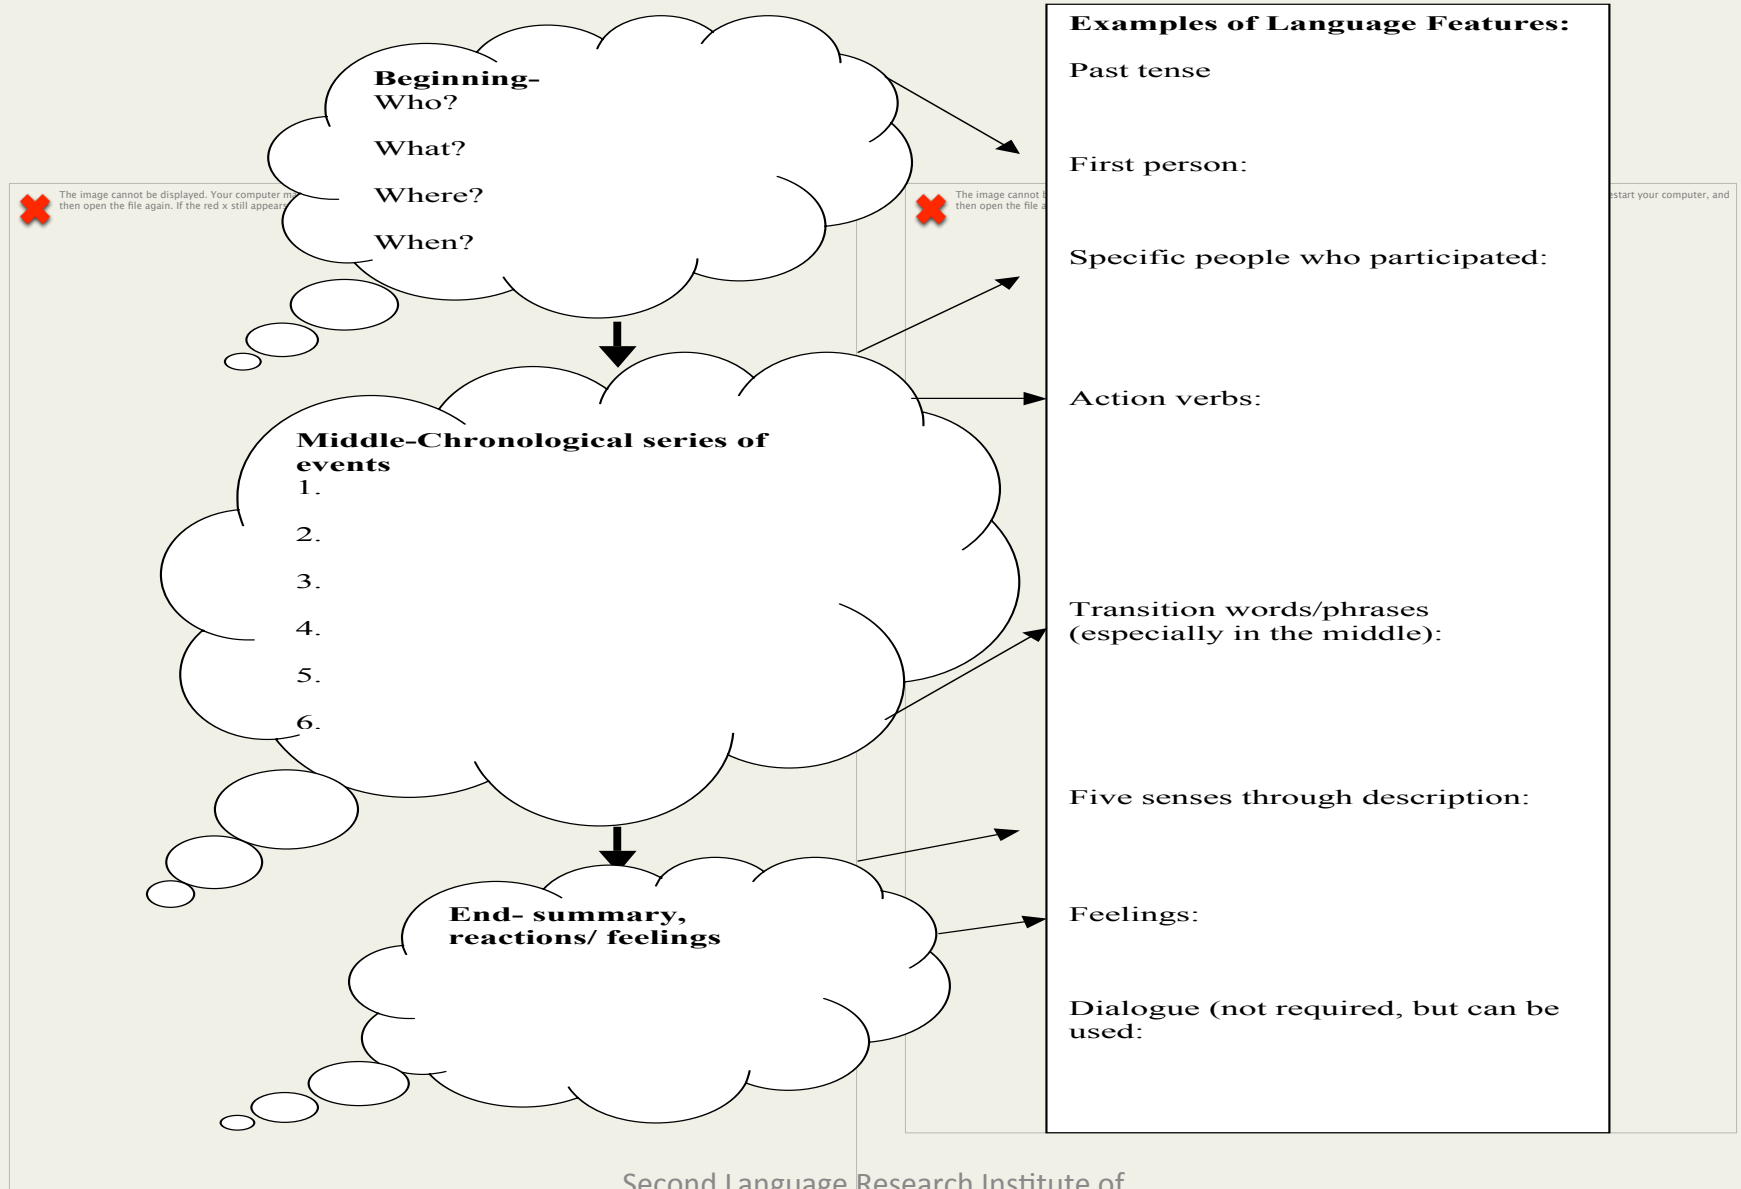 Beginning-
Who?
What?
Where?
When?
The image cannot be displayed. Your computer
then open the file again. If the red x still appears
Middle-Chronological series of
events
1.
2.
3.
4.
5.
6.
End- summary,
reactions/ feelings
Examples of Language Features:
Past tense
First person:
Specific people who participated:
Action verbs:
Transition words/phrases
(especially in the middle):
Five senses through description:
Feelings:
Dialogue (not required, but can be
used:
The image cannot
your computer, and
then open the file
Second Language Research Institute of